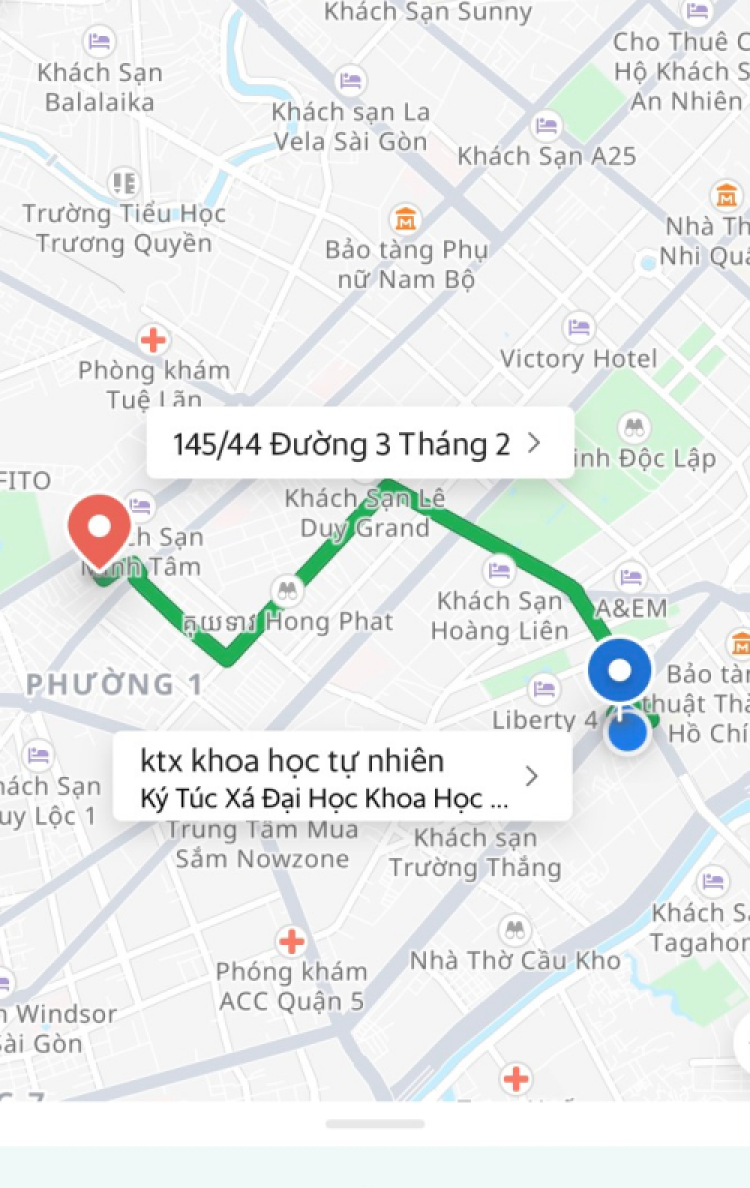 Khách Sạn Sunny
Khách Sạn
Balalaika
Cho Thuê C
Hộ Khách S
An Nhiên
Khách sạn La
Vela Sài Gòn
Khách Sạn A25
Trường Tiểu Học
Trương Quyền
Nhà Th
Nhi Quậ
Bảo tàng Phụ
nữ Nam Bộ
Victory Hotel
Phòng khám
Tuệ Lãn
145/44 Đường 3 Tháng 2
inh Độc Lập
FITO
Khách Sạn Lê
Duy Grand
ch Sạn
Minh Tâm
Khách Sạn
Hoàng Liên
A&EM
Hong Phat
PHƯỜNG 1
Bảo tàn
thuật Thà
Hồ Chí
Liberty 4
ktx khoa học tự nhiên
Ký Túc Xá Đại Học Khoa Học ...
hách Sạn
uy Lộc 1
Trung Tâm Mua
Sắm Nowzone
Khách sạn
Trường Thắng
Khách Sạ
Tagahor
Nhà Thờ Cầu Kho
Phóng khám
ACC Quận 5
n Windsor
Sài Gòn